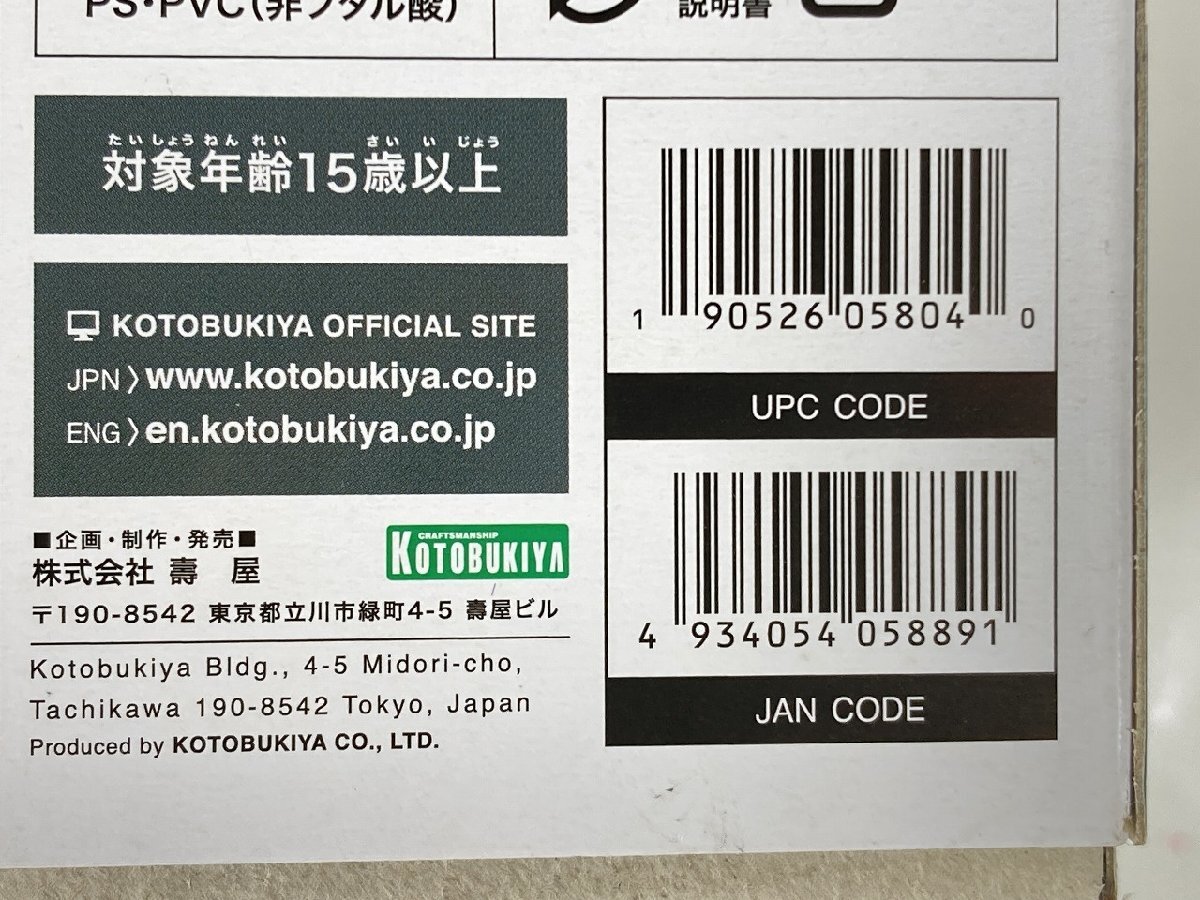 PS・PVC(非フタル酸)
説明書
たいしょうねんれい さいいじょう
対象年齢15歳以上
KOTOBUKIYA OFFICIAL SITE
JPN〉www.kotobukiya.co.jp
ENG〉en.kotobukiya.co.jp
■企画・制作・発売■
株式会社 壽 屋
CRAFTSMANSHIP
KOTOBUKIYA
〒190-8542 東京都立川市緑町4-5 壽屋ビル
Kotobukiya Bldg., 4-5 Midori-cho,
Tachikawa 190-8542 Tokyo, Japan
Produced by KOTOBUKIYA CO., LTD.
1 90526 05804 0
UPC CODE
4 934054 058891
JAN CODE